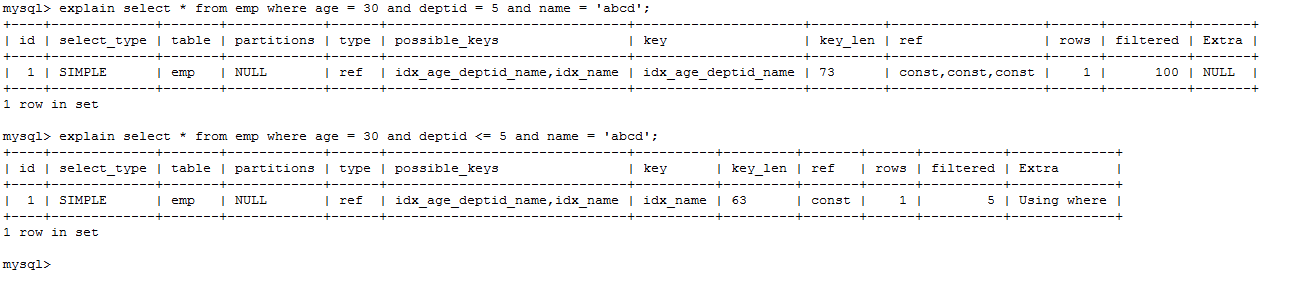 mysql> explain select * from emp where age = 30 and deptid = 5 and name = 'abcd';
+----+-------------+-------+------------+------+------------------------------+---------------------+---------+-------------------+------+----------+-------+
| id | select_type | table | partitions | type | possible_keys                | key                 | key_len | ref               | rows | filtered | Extra |
+----+-------------+-------+------------+------+------------------------------+---------------------+---------+-------------------+------+----------+-------+
|  1 | SIMPLE      | emp   | NULL       | ref  | idx_age_deptid_name,idx_name | idx_age_deptid_name | 73      | const,const,const |    1 |      100 | NULL  |
+----+-------------+-------+------------+------+------------------------------+---------------------+---------+-------------------+------+----------+-------+
1 row in set
mysql> explain select * from emp where age = 30 and deptid <= 5 and name = 'abcd';
+----+-------------+-------+------------+------+------------------------------+----------+---------+-------+------+----------+-------------+
| id | select_type | table | partitions | type | possible_keys                | key      | key_len | ref   | rows | filtered | Extra       |
+----+-------------+-------+------------+------+------------------------------+----------+---------+-------+------+----------+-------------+
|  1 | SIMPLE      | emp   | NULL       | ref  | idx_age_deptid_name,idx_name | idx_name | 63      | const |    1 |        5 | Using where |
+----+-------------+-------+------------+------+------------------------------+----------+---------+-------+------+----------+-------------+
1 row in set
mysql>